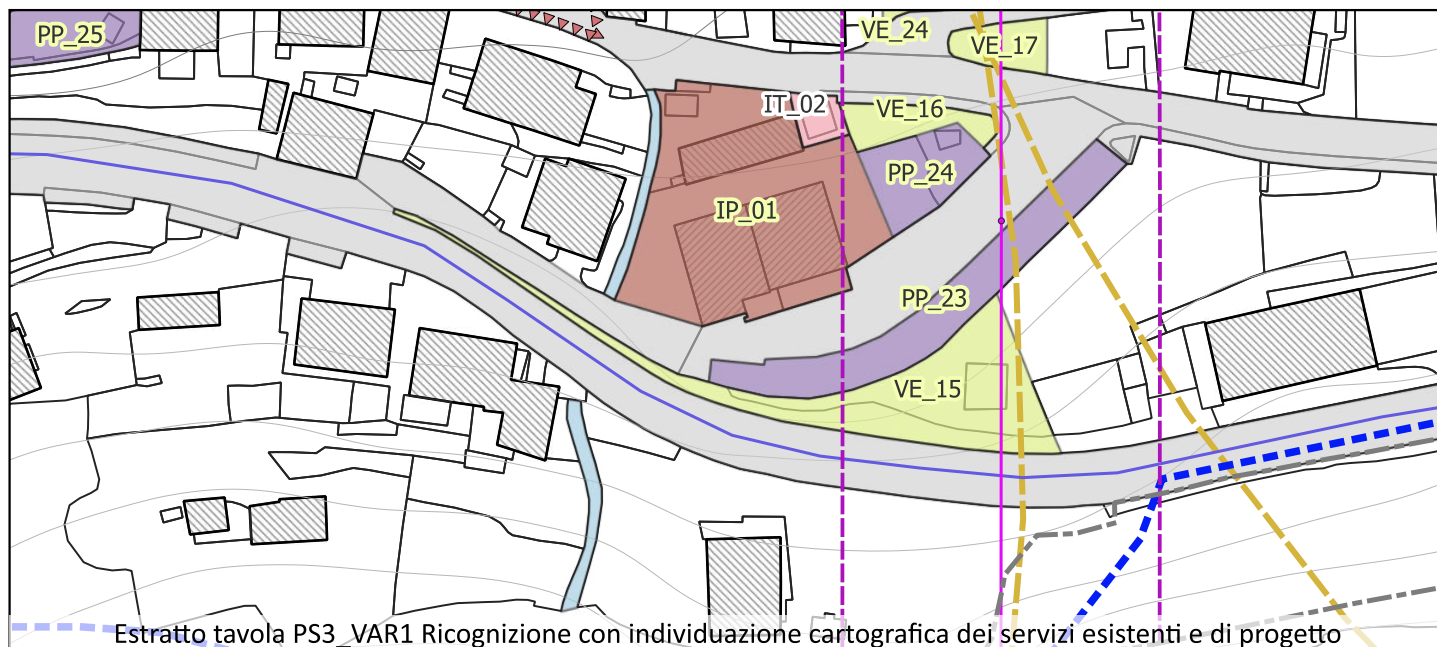 PP_25
VE_24
VE_17
IT_02
VE_16
PP_24
IP_01
PP_23
VE_15
Estratto tavola PS3_VAR1 Ricognizione con individuazione cartografica dei servizi esistenti e di progetto